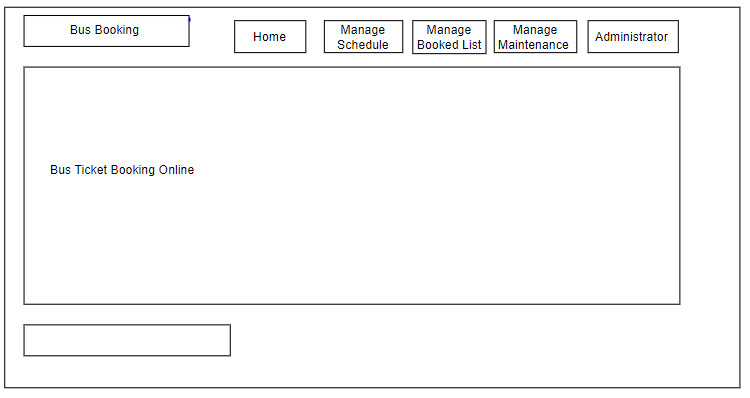 Bus Booking
Home
Manage
Schedule
Manage
Booked List
Manage
Maintenance
Administrator
Bus Ticket Booking Online